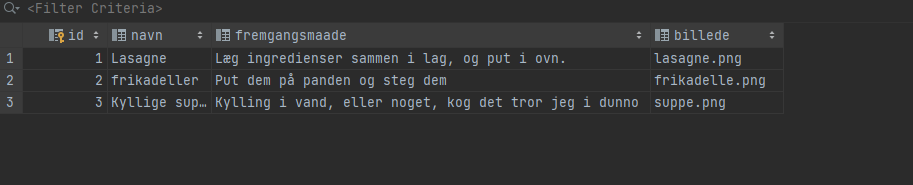 <Filter Criteria>
id navn fremgangsmaade billede
1 1 Lasagne Læg ingredienser sammen i lag, og put i ovn. lasagne.png
2 2 frikadeller Put dem på panden og steg dem frikadelle.png
3 3 Kyllige sup… Kylling i vand, eller noget, kog det tror jeg i dunno suppe.png